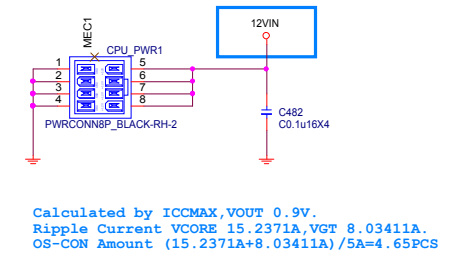 12VIN
MEC1
CPU_PWR1
1 5
2 6
3 7
4 8
PWRCONN8P_BLACK-RH-2
C482
C0.1u16X4
Calculated by ICCMAX,VOUT 0.9V.
Ripple Current VCORE 15.2371A,VGT 8.03411A.
OS-CON Amount (15.2371A+8.03411A)/5A=4.65PCS